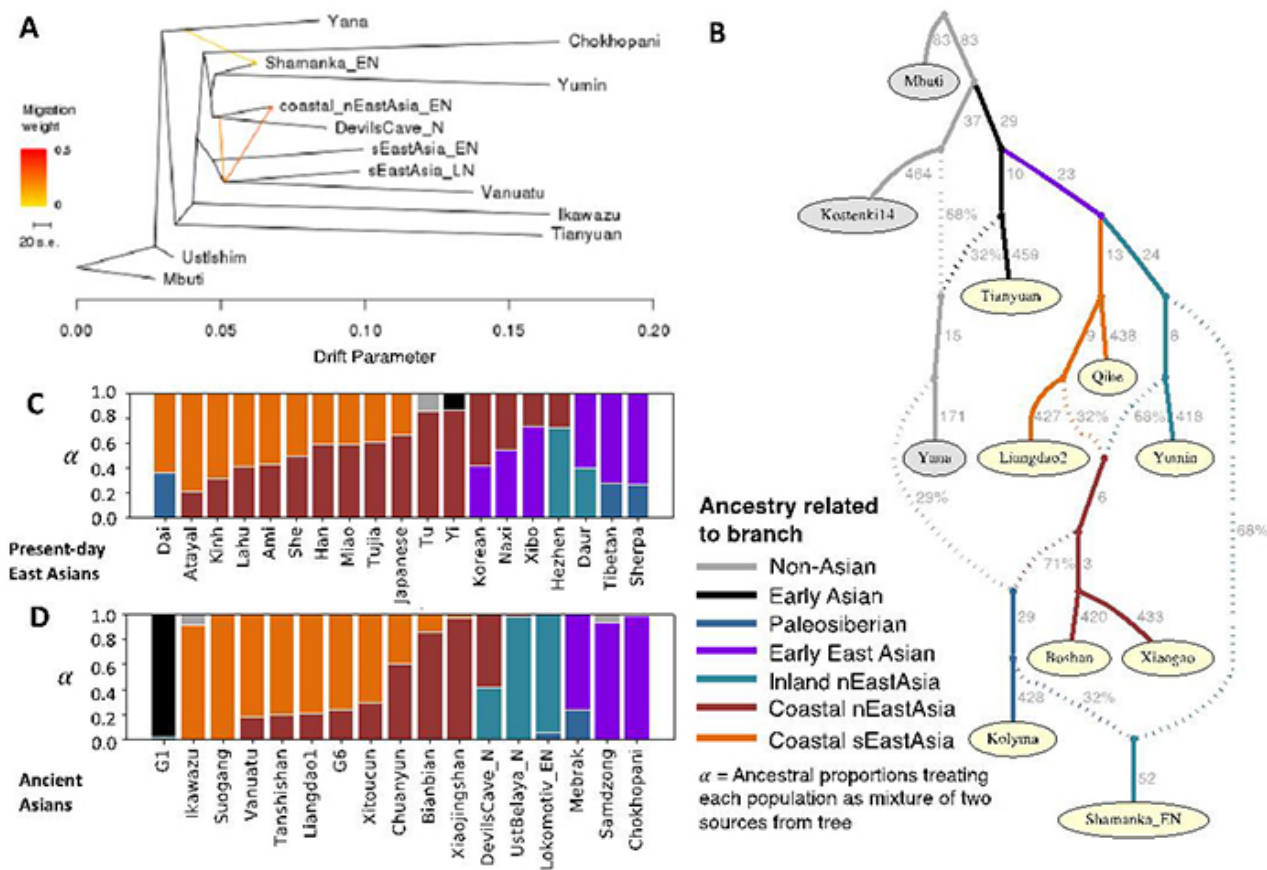 A
Yana
Chokhopani
Shamanka_EN
Yumin
coastal_nEastAsia_EN
DevilsCave_N
sEastAsia_EN
sEastAsia_LN
Vanuatu
Ikawazu
Tianyuan
UstIshim
Mbuti
Migration
weight
0.5
0
20 s.e.
0.00 0.05 0.10 0.15 0.20
Drift Parameter
B
83 83
Mbuti
37 29
464 10 23
Kostenki14
68%
32% 459 13 24
Tianyuan
15 9 438 8
Qihe
171 427 32% 68% 418
Yana Liangdao2 Yumin
29% 6
71% 3 68%
29 420 433
Boshan Xiaogao
428 32%
Kolyma
52
Shamanka_EN
C
1.0
0.8
0.6
0.4
0.2
0.0
α
Present-day
East Asians
Dai Atayal Kinh Lahu Ami She Han Miao Tujia Japanese Tu Yi Korean Naxi Xibo Hezhen Daur Tibetan Sherpa
D
1.0
0.8
0.6
0.4
0.2
0.0
α
Ancient
Asians
G1 Ikawazu Suogang Vanuatu Tanshishan Liangdao1 G6 Xitoucun Chuanyun Bianbian Xiaojingshan DevilsCave_N UstBelaya_N Lokomotiv_EN Mebrak Samdzong Chokhopani
Ancestry related
to branch
Non-Asian
Early Asian
Paleosiberian
Early East Asian
Inland nEastAsia
Coastal nEastAsia
Coastal sEastAsia
α = Ancestral proportions treating
each population as mixture of two
sources from tree